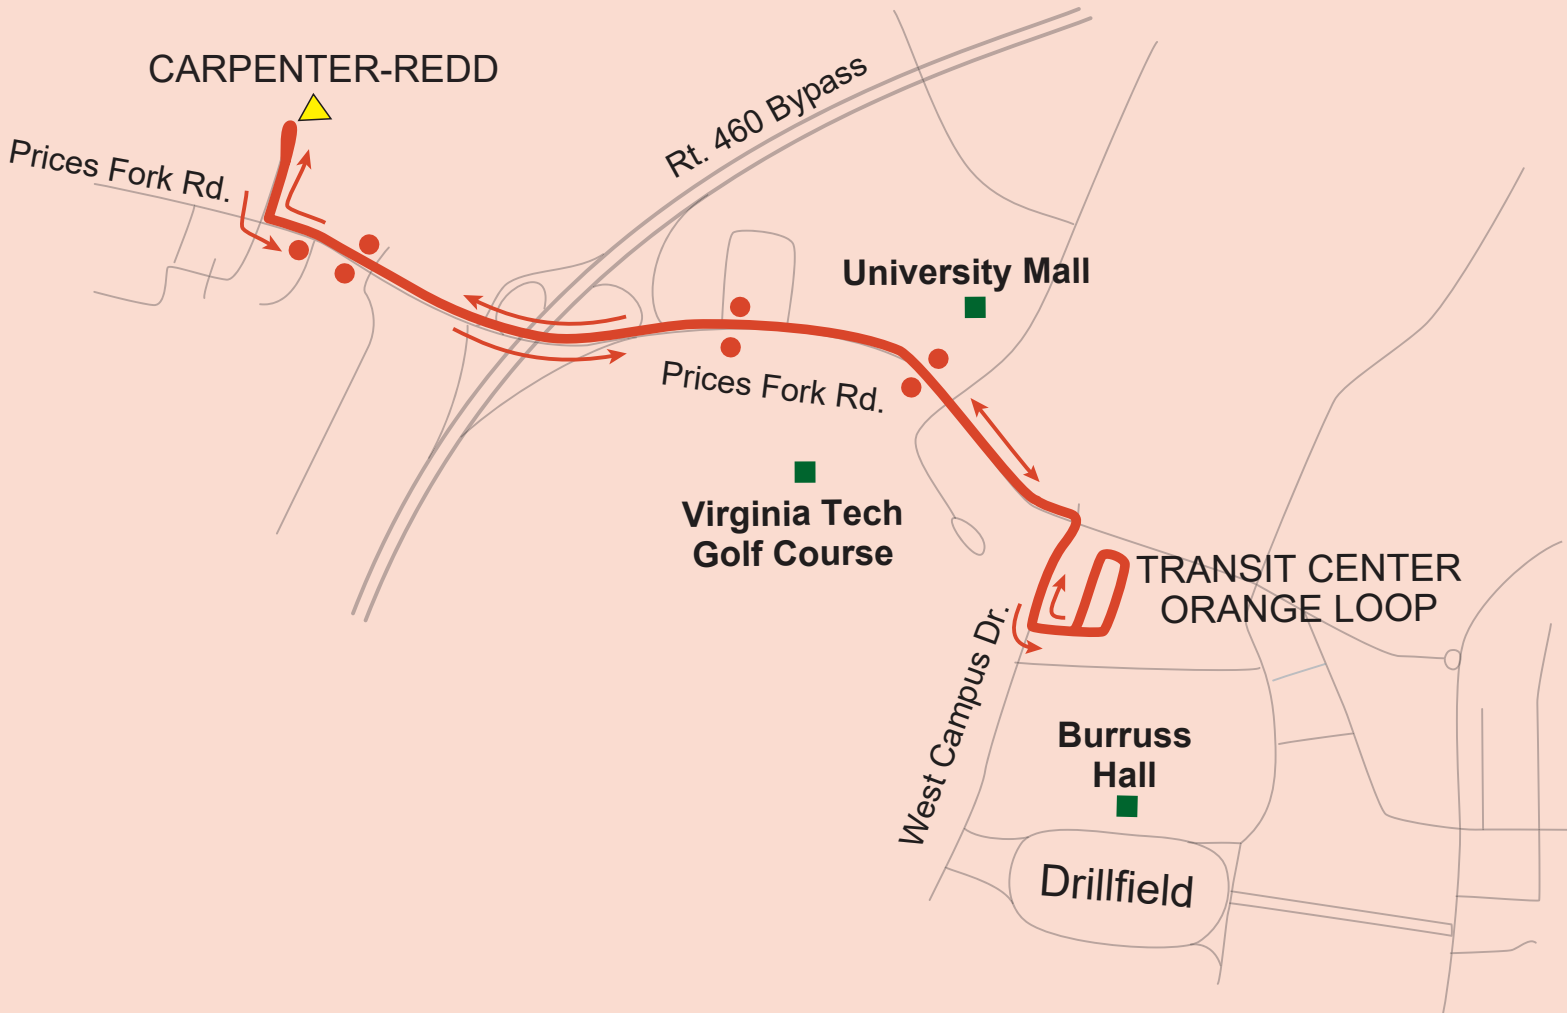 CARPENTER-REDD
Rt. 460 Bypass
Prices Fork Rd.
University Mall
Prices Fork Rd.
Virginia Tech
Golf Course
TRANSIT CENTER
ORANGE LOOP
West Campus Dr.
Burruss
Hall
Drillfield